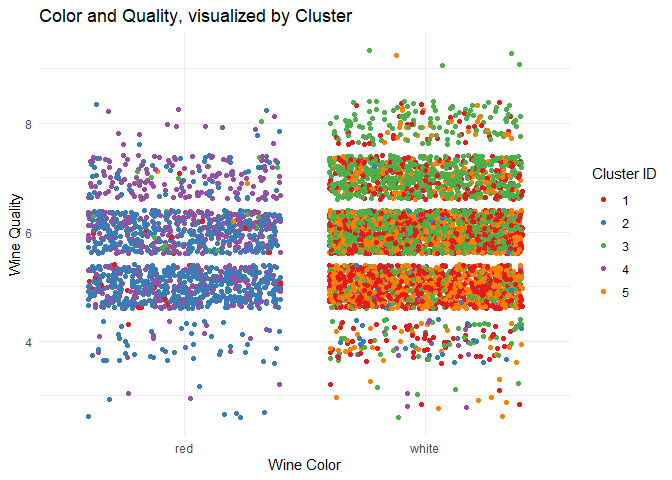 Color and Quality, visualized by Cluster
Wine Quality
8
6
4
red
white
Wine Color
Cluster ID
1
2
3
4
5